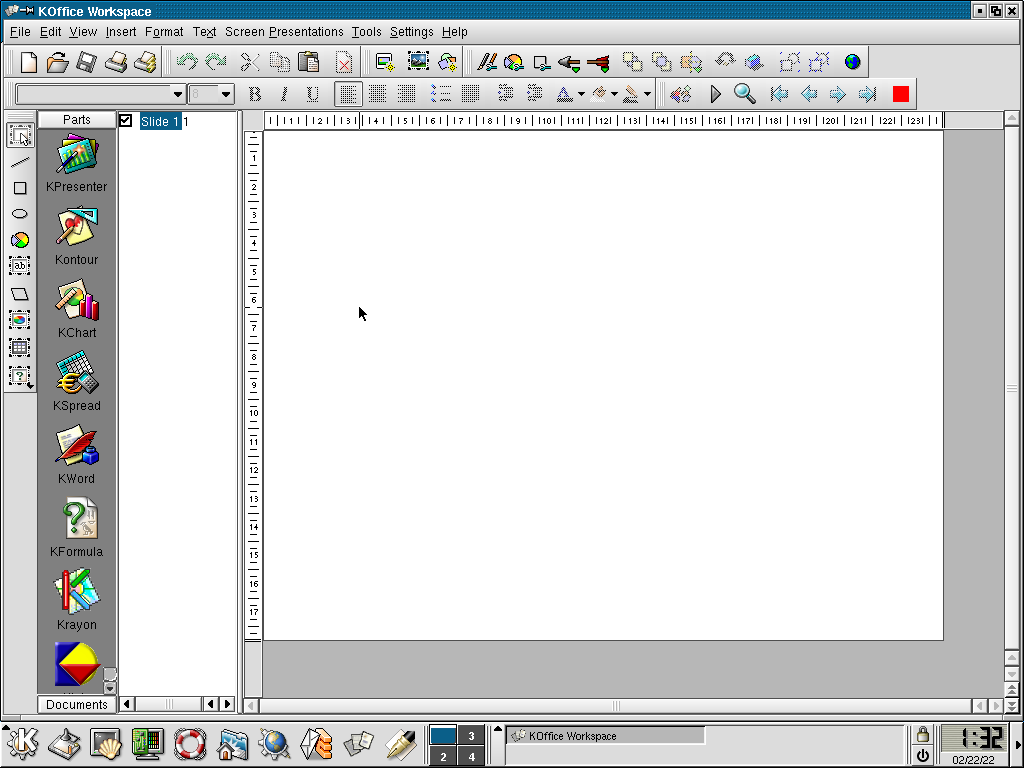 KOffice Workspace
File Edit View Insert Format Text Screen Presentations Tools Settings Help
8
B I U
Parts
Slide 1 1
1 2 3 4 5 6 7 8 9 10 11 12 13 14 15 16 17 18 19 20 21 22 23
KPresenter
Kontour
KChart
KSpread
KWord
KFormula
Krayon
Documents
ab
?
1
2
3
4
5
6
7
8
9
10
11
12
13
14
15
16
17
3
2 4
KOffice Workspace
1:32
02/22/22